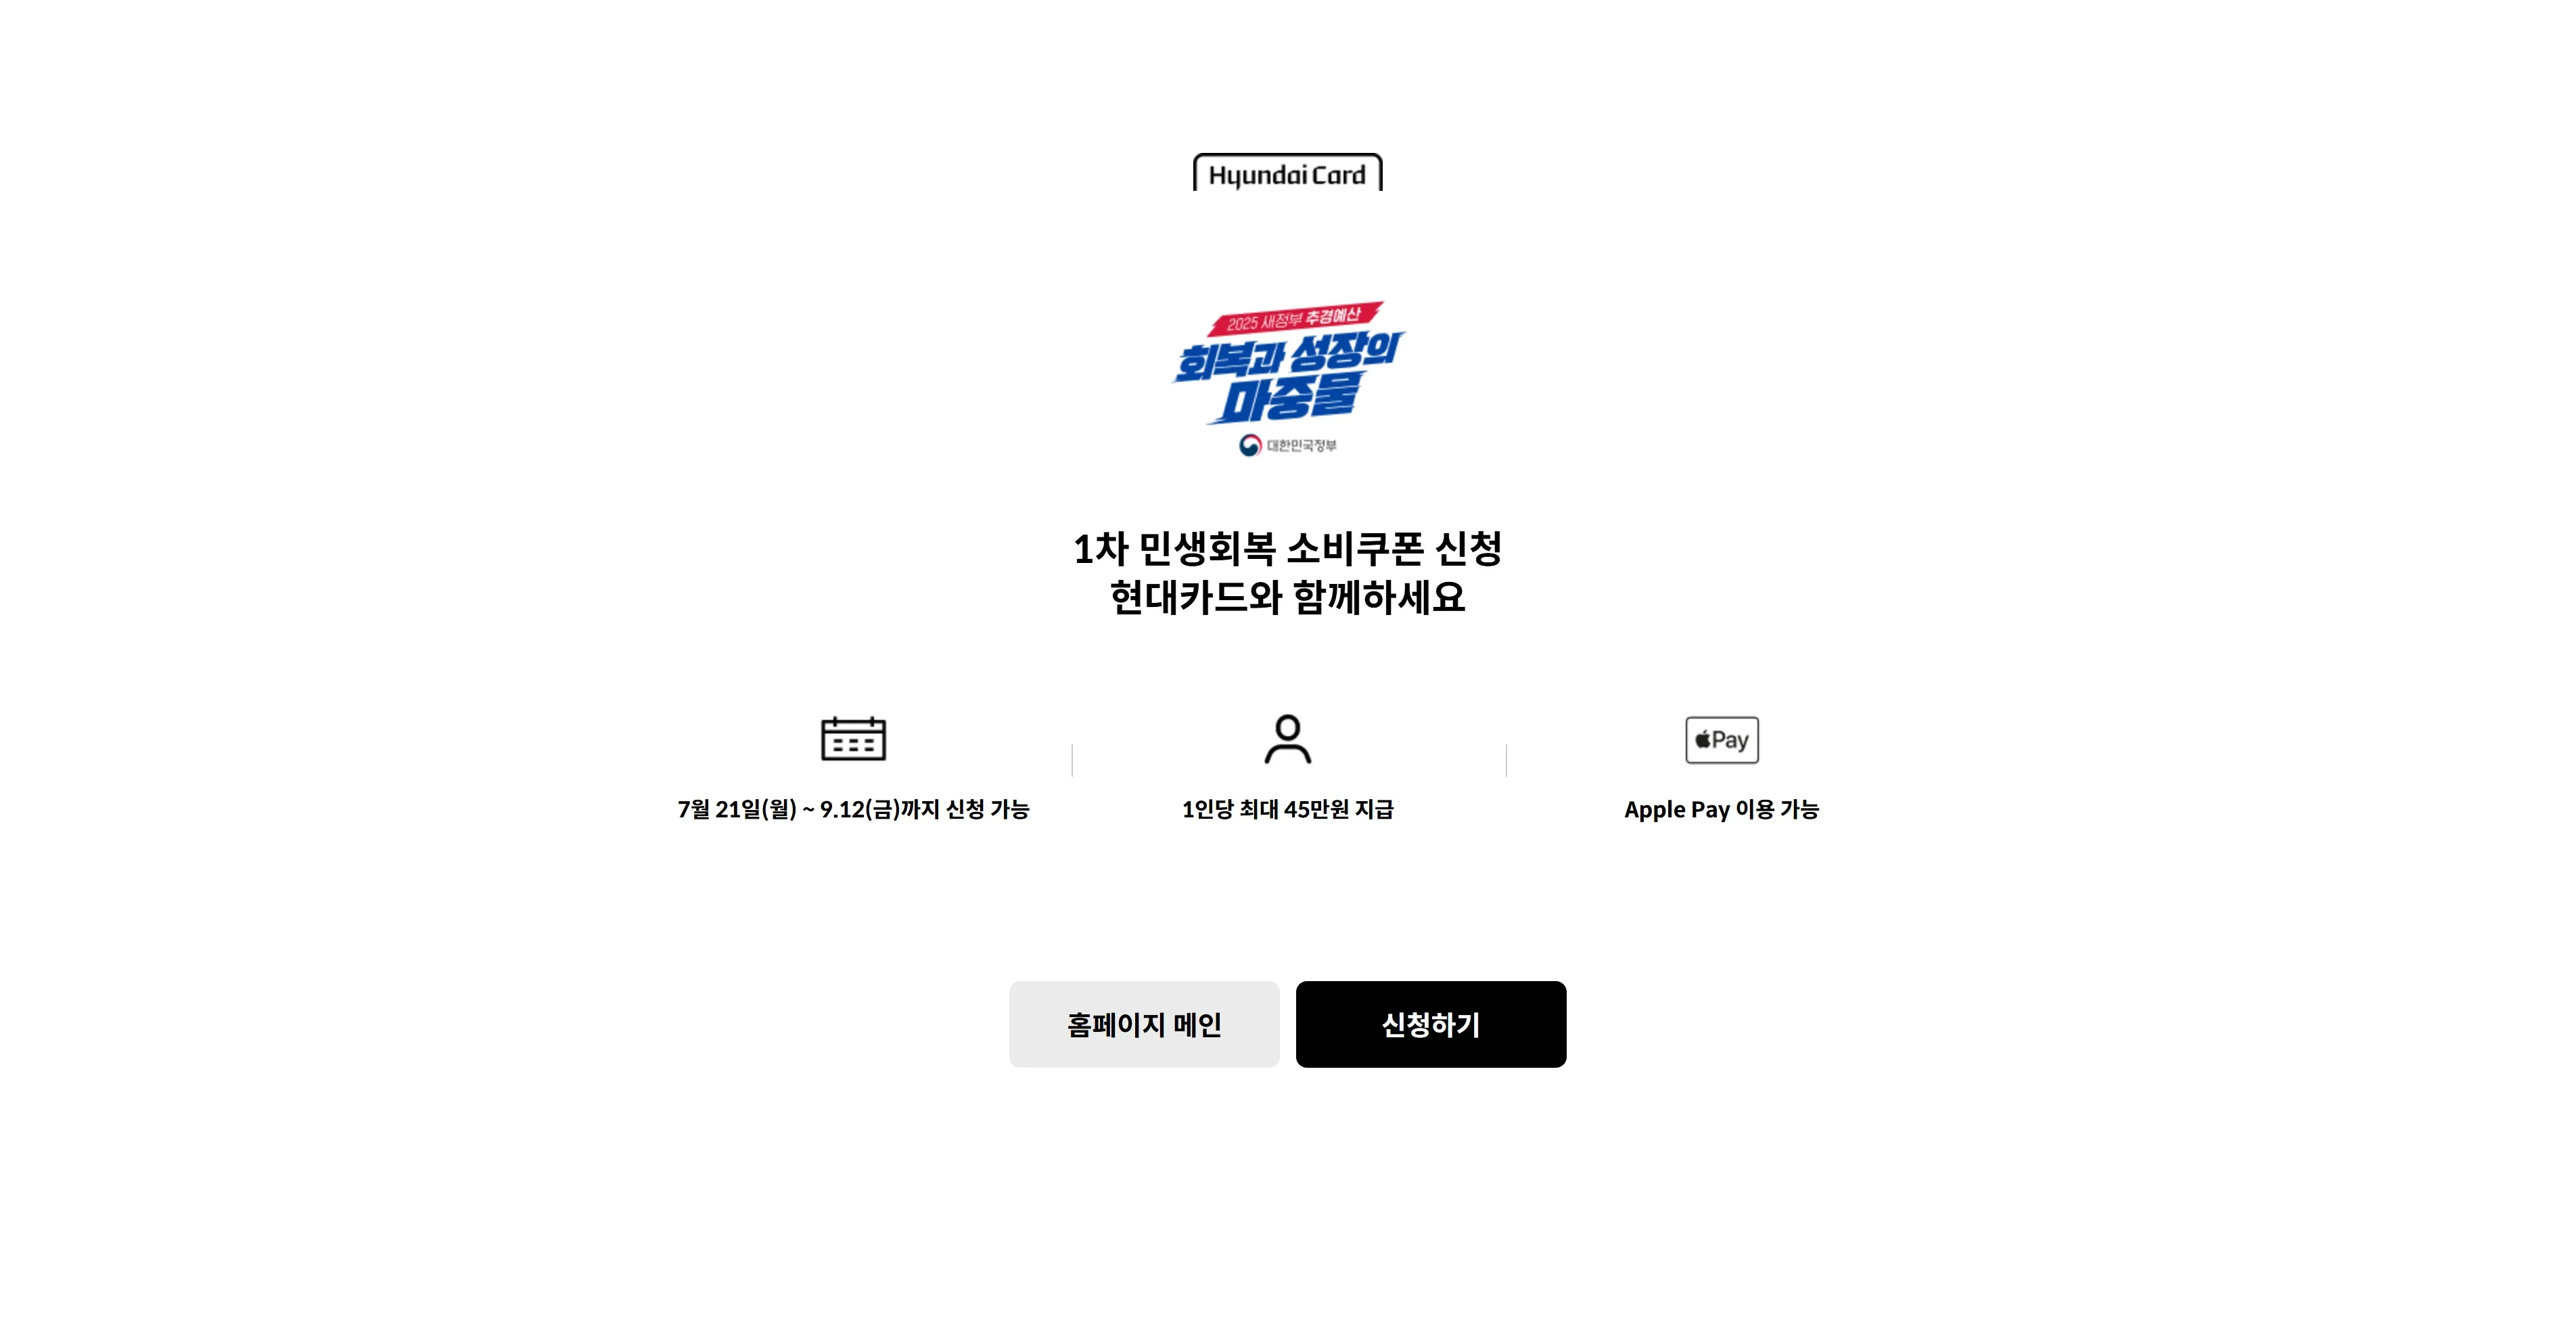 Hyundai Card
2025 새정부 추경예산
회복과 성장의
마중물
대한민국정부
1차 민생회복 소비쿠폰 신청
현대카드와 함께하세요
Pay
7월 21일(월) ~ 9.12(금)까지 신청 가능
1인당 최대 45만원 지급
Apple Pay 이용 가능
홈페이지 메인
신청하기